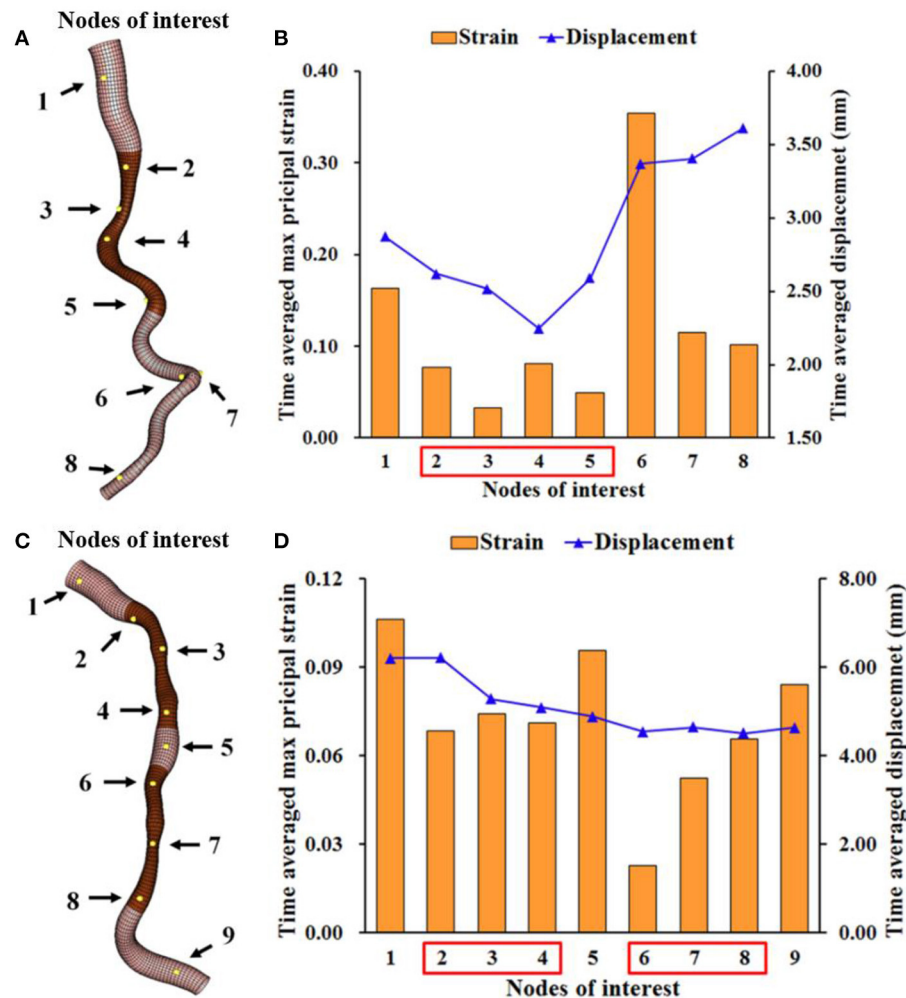 A
Nodes of interest
1
2
3
4
5
6
7
8
B
Strain Displacement
Time averaged max pricipal strain
0.40
0.30
0.20
0.10
0.00
Time averaged displacemnet (mm)
4.00
3.50
3.00
2.50
2.00
1.50
1 2 3 4 5 6 7 8
Nodes of interest
C
Nodes of interest
1
2
3
4
5
6
7
8
9
D
Strain Displacement
Time averaged max pricipal strain
0.12
0.09
0.06
0.03
0.00
Time averaged displacemnet (mm)
8.00
6.00
4.00
2.00
0.00
1 2 3 4 5 6 7 8 9
Nodes of interest